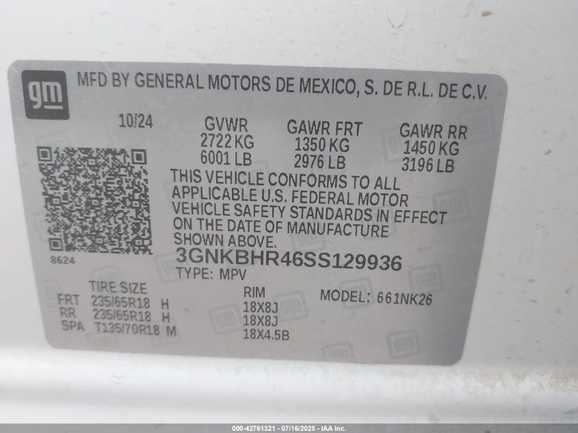 gm
MFD BY GENERAL MOTORS DE MEXICO, S. DE R.L. DE C.V.
10/24 GVWR GAWR FRT GAWR RR
2722 KG 1350 KG 1450 KG
6001 LB 2976 LB 3196 LB
THIS VEHICLE CONFORMS TO ALL
APPLICABLE U.S. FEDERAL MOTOR
VEHICLE SAFETY STANDARDS IN EFFECT
ON THE DATE OF MANUFACTURE
SHOWN ABOVE.
8624
3GNKBHR46SS129936
TYPE: MPV
TIRE SIZE RIM MODEL: 661NK26
FRT 235/65R18 H 18X8J
RR 235/65R18 H 18X8J
SPA T135/70R18 M 18X4.5B
000-42761321 - 07/16/2025 - IAA Inc.